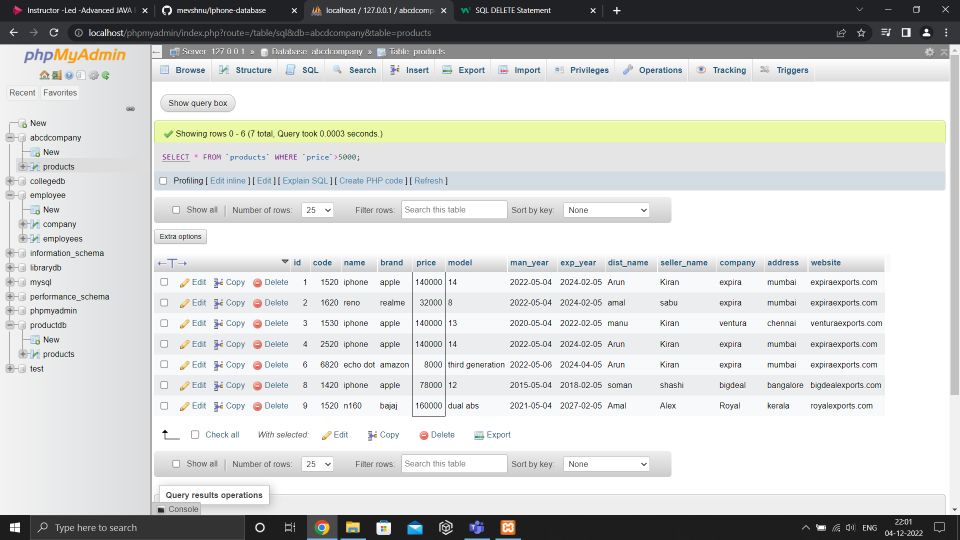 Instructor -Led -Advanced JAVA
mevshnu/Iphone-database
localhost / 127.0.0.1 / abcdcomp
SQL DELETE Statement
localhost/phpmyadmin/index.php?route=/table/sql&db=abcdcompany&table=products
phpMyAdmin
Recent Favorites
New
abcdcompany
New
products
collegedb
employee
New
company
employees
information_schema
librarydb
mysql
performance_schema
phpmyadmin
productdb
New
products
test
Server: 127.0.0.1 » Database: abcdcompany » Table: products
Browse Structure SQL Search Insert Export Import Privileges Operations Tracking Triggers
Show query box
Showing rows 0 - 6 (7 total, Query took 0.0003 seconds.)
SELECT * FROM `products` WHERE `price`>5000;
Profiling [ Edit inline ] [ Edit ] [ Explain SQL ] [ Create PHP code ] [ Refresh ]
Show all | Number of rows: 25 Filter rows: Search this table Sort by key: None
Extra options
←T→ id code name brand price model man_year exp_year dist_name seller_name company address website
Edit Copy Delete 1 1520 iphone apple 140000 14 2022-05-04 2024-02-05 Arun Kiran expira mumbai expiraexports.com
Edit Copy Delete 2 1620 reno realme 32000 8 2022-05-04 2024-02-05 amal sabu expira mumbai expiraexports.com
Edit Copy Delete 3 1530 iphone apple 140000 13 2020-05-04 2022-02-05 manu Kiran ventura chennai venturaexports.com
Edit Copy Delete 4 2520 iphone apple 140000 14 2022-05-04 2024-02-05 Arun Kiran expira mumbai expiraexports.com
Edit Copy Delete 6 6820 echo dot amazon 8000 third generation 2022-05-06 2024-04-05 Arun Kiran expira mumbai expiraexports.com
Edit Copy Delete 8 1420 iphone apple 78000 12 2015-05-04 2018-02-05 soman shashi bigdeal bangalore bigdealexports.com
Edit Copy Delete 9 1520 n160 bajaj 160000 dual abs 2021-05-04 2027-02-05 Amal Alex Royal kerala royalexports.com
Check all With selected: Edit Copy Delete Export
Show all | Number of rows: 25 Filter rows: Search this table Sort by key: None
Query results operations
Console
Type here to search
ENG
22:01
04-12-2022